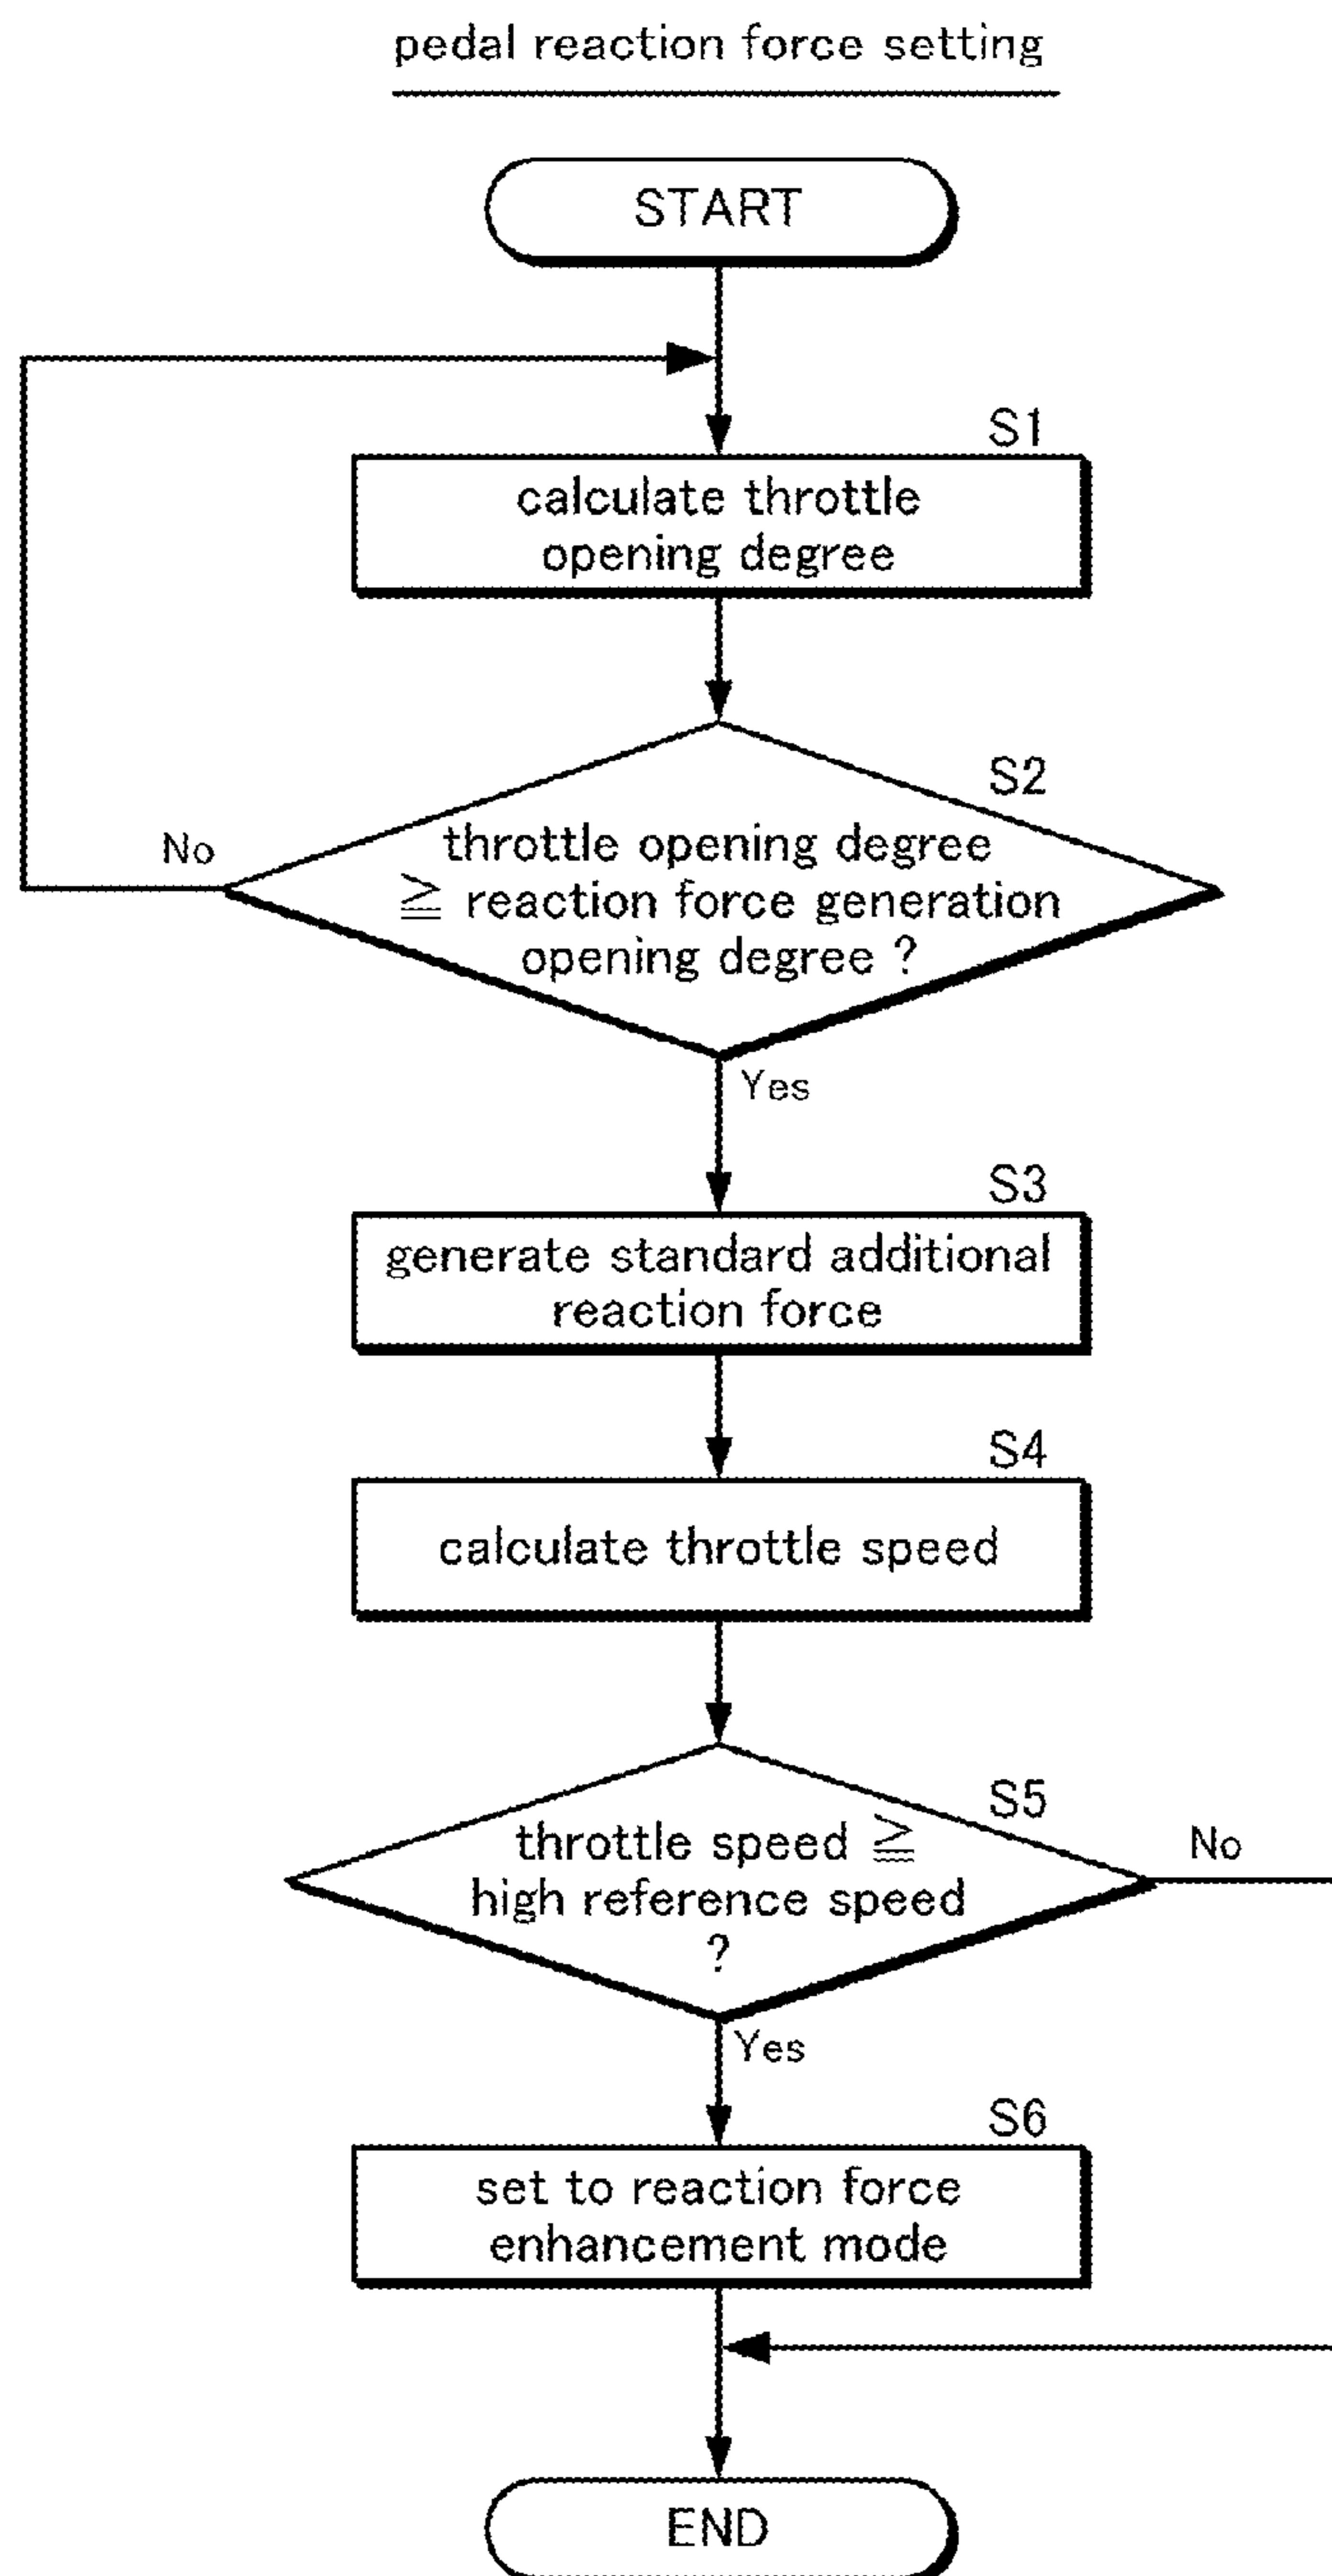 pedal reaction force setting
START
S1
calculate throttle
opening degree
S2
throttle opening degree
≧ reaction force generation
opening degree ?
No
Yes
S3
generate standard additional
reaction force
S4
calculate throttle speed
S5
throttle speed ≧
high reference speed
?
No
Yes
S6
set to reaction force
enhancement mode
END